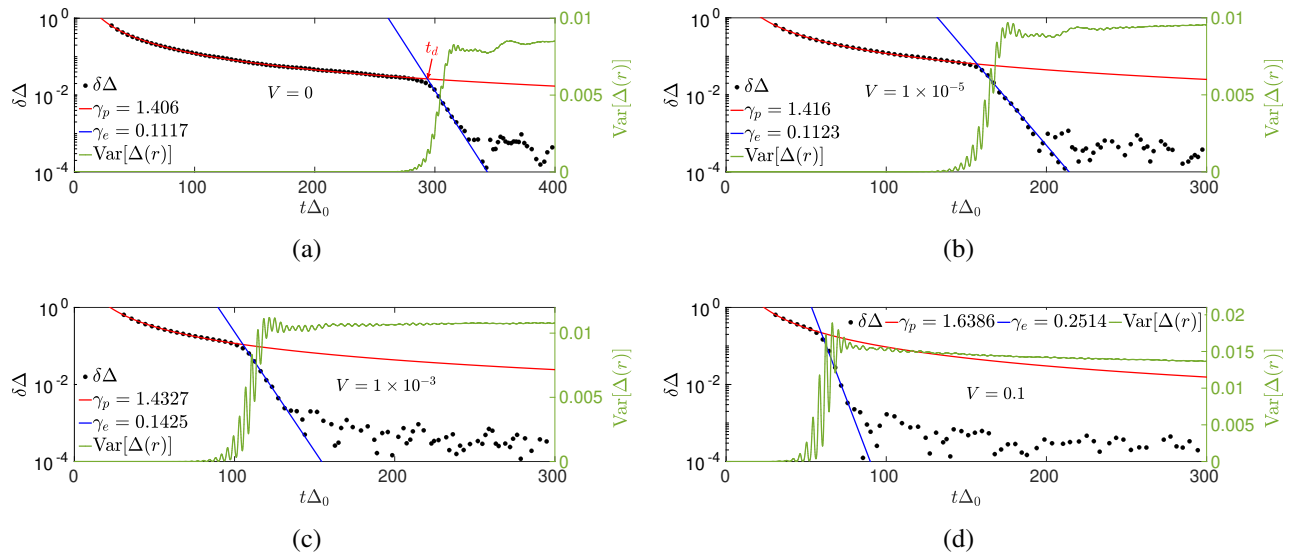 10^0
10^-2
10^-4
δΔ
V = 0
t_d
δΔ
γ_p = 1.406
γ_e = 0.1117
Var[Δ(r)]
0.01
0.005
0
Var[Δ(r)]
0 100 200 300 400
tΔ_0
(a)
10^0
10^-2
10^-4
δΔ
V = 1 × 10^-5
δΔ
γ_p = 1.416
γ_e = 0.1123
Var[Δ(r)]
0.01
0.005
0
Var[Δ(r)]
0 100 200 300
tΔ_0
(b)
10^0
10^-2
10^-4
δΔ
V = 1 × 10^-3
δΔ
γ_p = 1.4327
γ_e = 0.1425
Var[Δ(r)]
0.01
0.005
0
Var[Δ(r)]
0 100 200 300
tΔ_0
(c)
10^0
10^-2
10^-4
δΔ
δΔ γ_p = 1.6386 γ_e = 0.2514 Var[Δ(r)]
V = 0.1
0.02
0.015
0.01
0.005
0
Var[Δ(r)]
0 100 200 300
tΔ_0
(d)